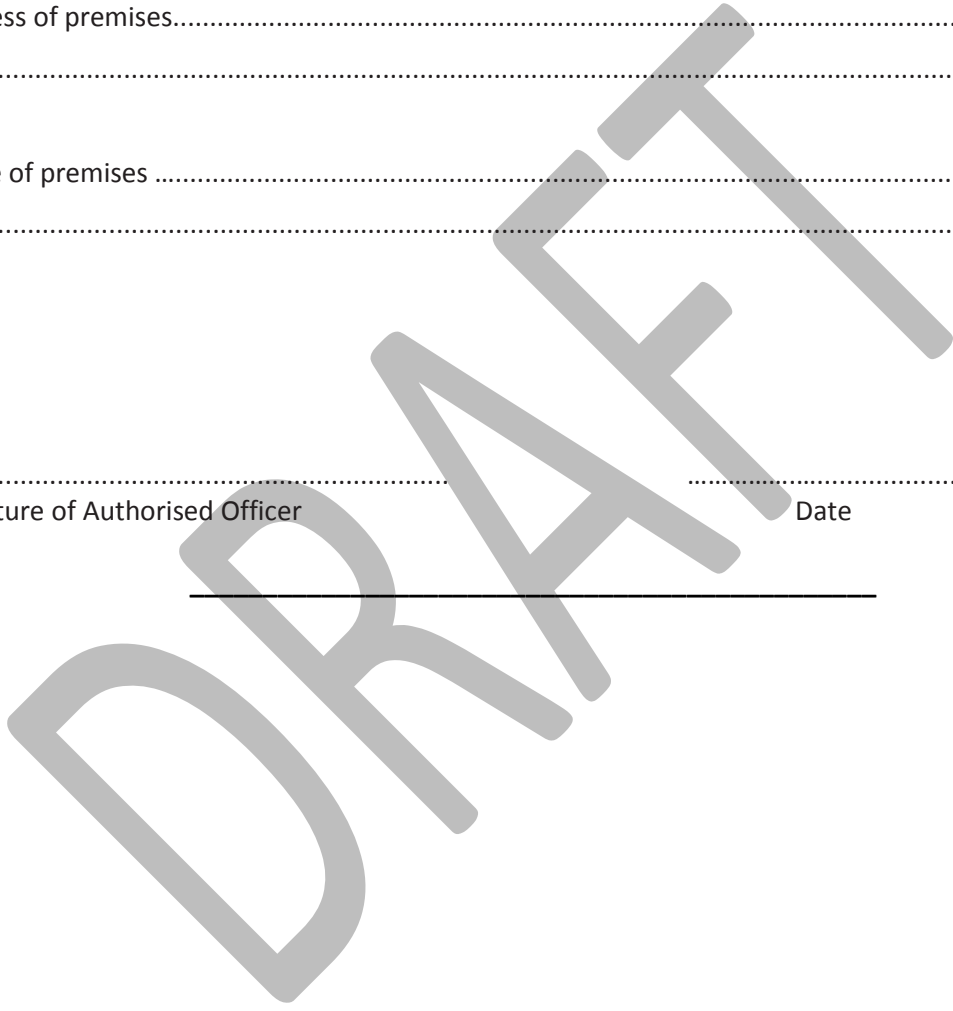 ess of premises....................................................................................................................
..............................................................................................................................................
e of premises .......................................................................................................................
..............................................................................................................................................
.................................................................. ........................................
ture of Authorised Officer Date
DRAFT